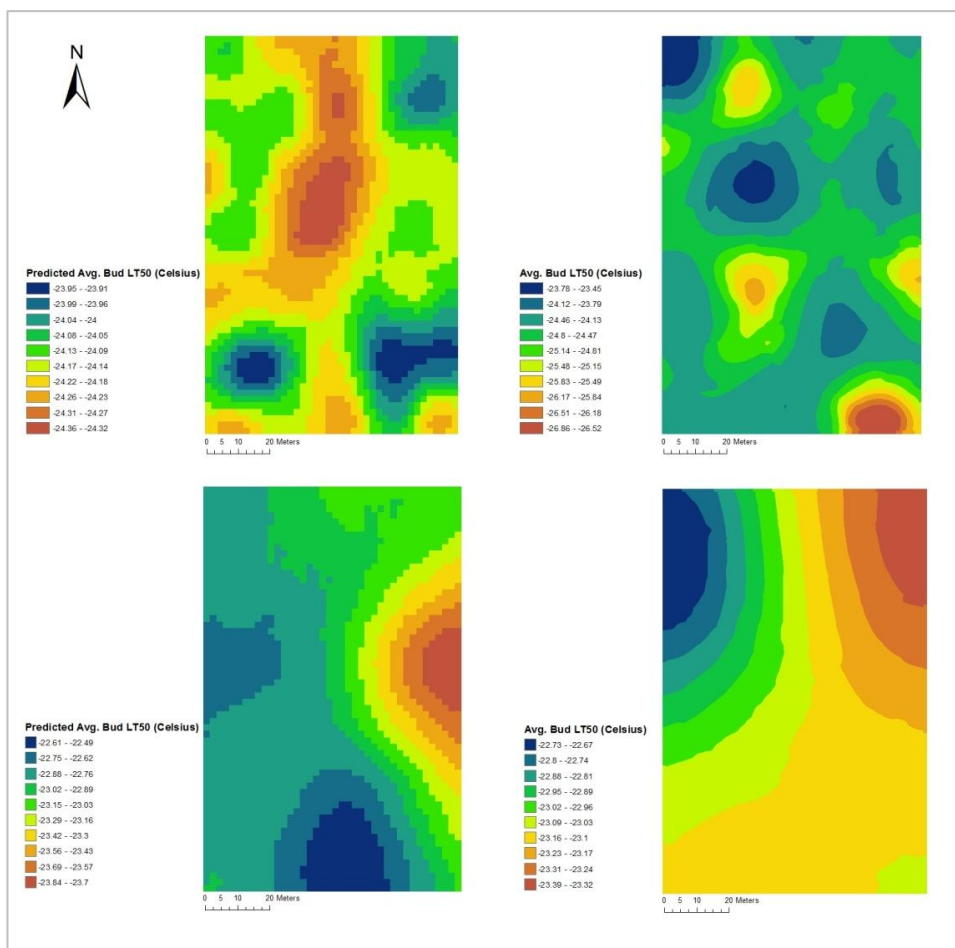 N
Predicted Avg. Bud LT50 (Celsius)
-23.95 - -23.91
-23.99 - -23.96
-24.04 - -24
-24.08 - -24.05
-24.13 - -24.09
-24.17 - -24.14
-24.22 - -24.18
-24.26 - -24.23
-24.31 - -24.27
-24.36 - -24.32
0 5 10 20 Meters
Avg. Bud LT50 (Celsius)
-23.78 - -23.45
-24.12 - -23.79
-24.46 - -24.13
-24.8 - -24.47
-25.14 - -24.81
-25.48 - -25.15
-25.83 - -25.49
-26.17 - -25.84
-26.51 - -26.18
-26.86 - -26.52
0 5 10 20 Meters
Predicted Avg. Bud LT50 (Celsius)
-22.61 - -22.49
-22.75 - -22.62
-22.88 - -22.76
-23.02 - -22.89
-23.15 - -23.03
-23.29 - -23.16
-23.42 - -23.3
-23.56 - -23.43
-23.69 - -23.57
-23.84 - -23.7
0 5 10 20 Meters
Avg. Bud LT50 (Celsius)
-22.73 - -22.67
-22.8 - -22.74
-22.88 - -22.81
-22.95 - -22.89
-23.02 - -22.96
-23.09 - -23.03
-23.16 - -23.1
-23.23 - -23.17
-23.31 - -23.24
-23.39 - -23.32
0 5 10 20 Meters